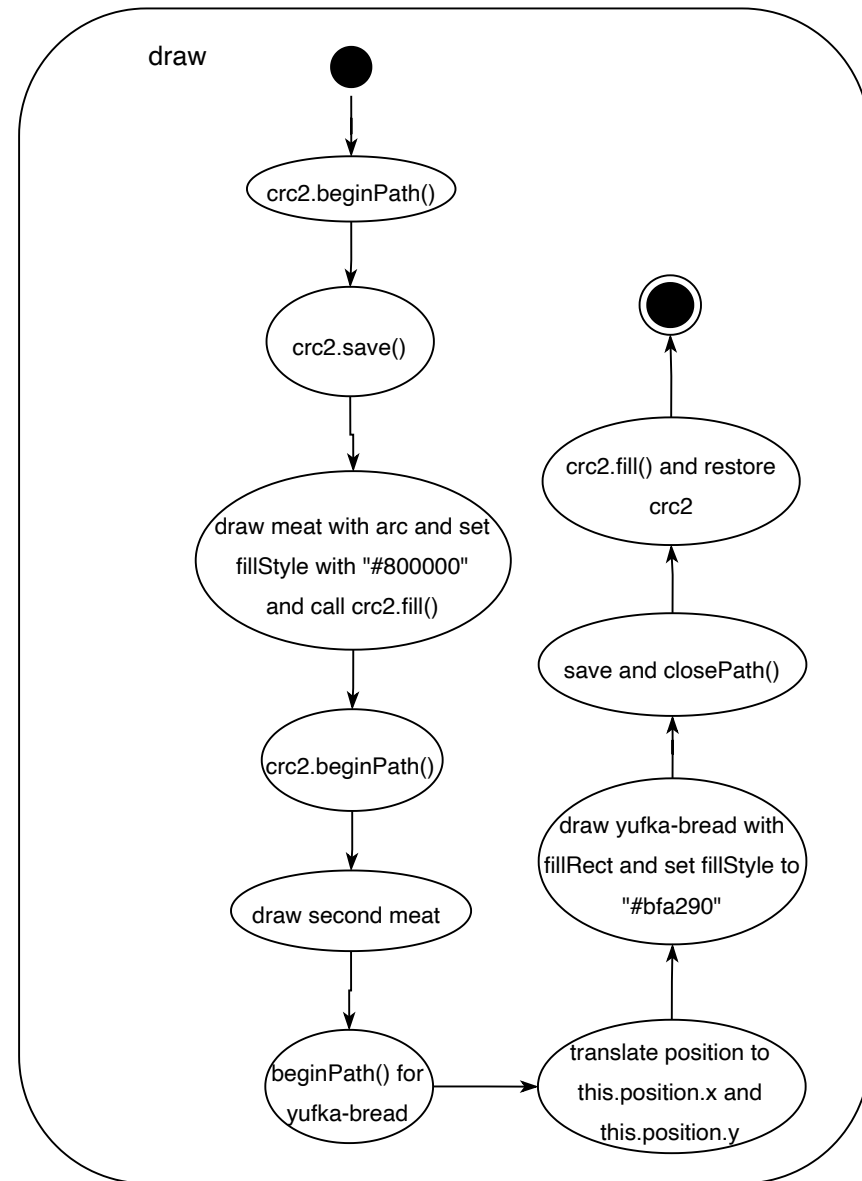 draw
crc2.beginPath()
crc2.save()
draw meat with arc and set
fillStyle with "#800000"
and call crc2.fill()
crc2.beginPath()
draw second meat
beginPath() for
yufka-bread
translate position to
this.position.x and
this.position.y
draw yufka-bread with
fillRect and set fillStyle to
"#bfa290"
save and closePath()
crc2.fill() and restore
crc2